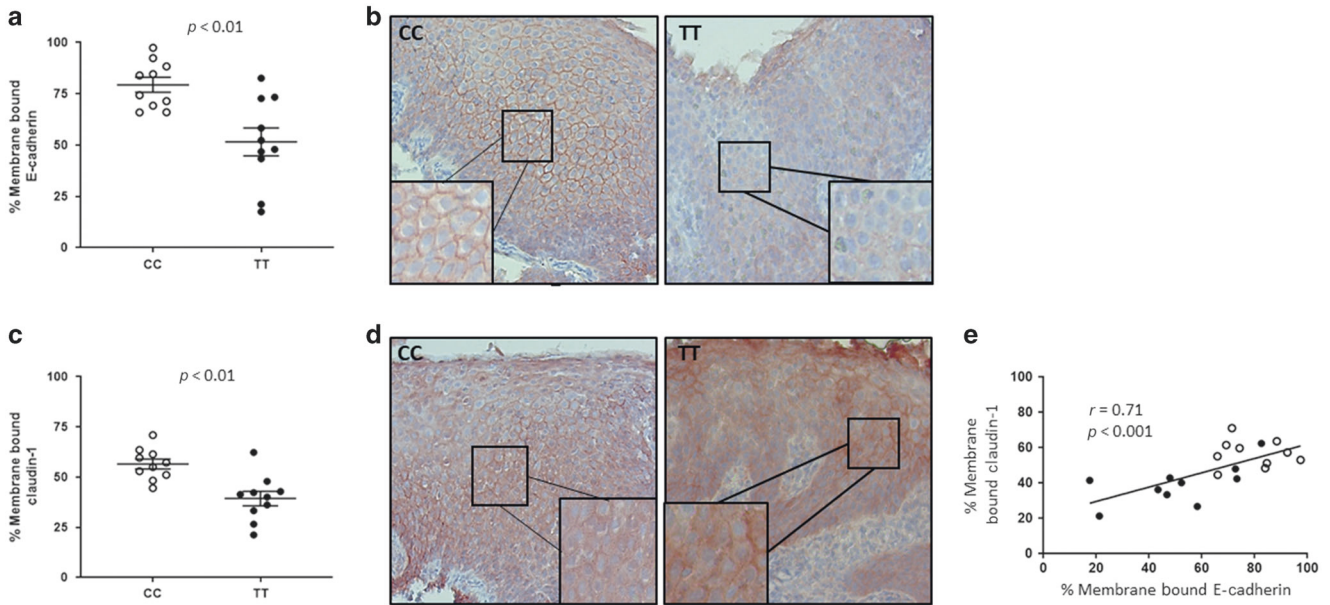 a
p < 0.01
100
75
50
25
0
% Membrane bound
E-cadherin
CC
TT
b
CC
TT
c
p < 0.01
100
75
50
25
0
% Membrane bound
claudin-1
CC
TT
d
CC
TT
e
r = 0.71
p < 0.001
100
80
60
40
20
0
% Membrane
bound claudin-1
0
20
40
60
80
100
% Membrane bound E-cadherin